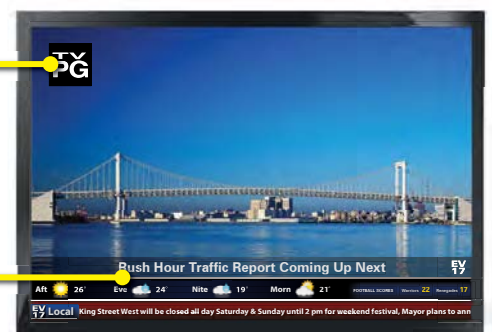 TV
PG
Rush Hour Traffic Report Coming Up Next
EV
17
Aft 26° Eve 24° Nite 19° Morn 21° FOOTBALL SCORES Warriors 22 Renegades 17
EV
17 Local King Street West will be closed all day Saturday & Sunday until 2 pm for weekend festival, Mayor plans to ann